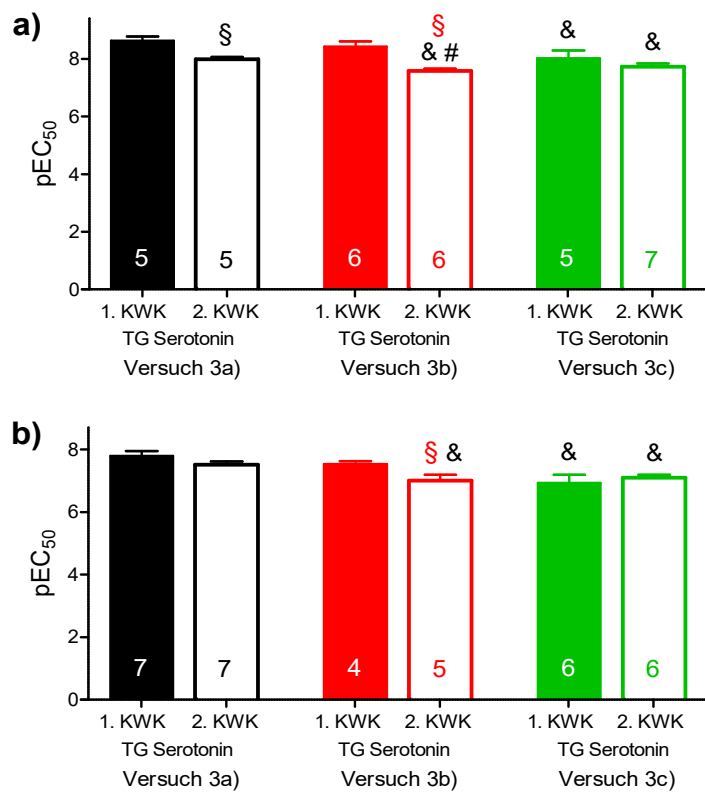 a)
§ § & &
& #
8
6
4
2
0
pEC50
5 5 6 6 5 7
1. KWK 2. KWK 1. KWK 2. KWK 1. KWK 2. KWK
TG Serotonin TG Serotonin TG Serotonin
Versuch 3a) Versuch 3b) Versuch 3c)
b)
§ & & &
8
6
4
2
0
pEC50
7 7 4 5 6 6
1. KWK 2. KWK 1. KWK 2. KWK 1. KWK 2. KWK
TG Serotonin TG Serotonin TG Serotonin
Versuch 3a) Versuch 3b) Versuch 3c)